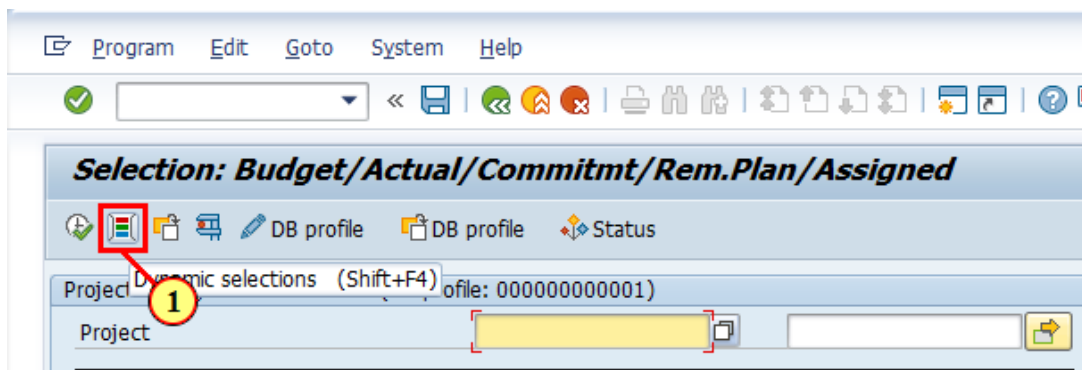 Program Edit Goto System Help
Selection: Budget/Actual/Commitmt/Rem.Plan/Assigned
DB profile DB profile Status
Dynamic selections (Shift+F4)
Project ofile: 000000000001)
1
Project